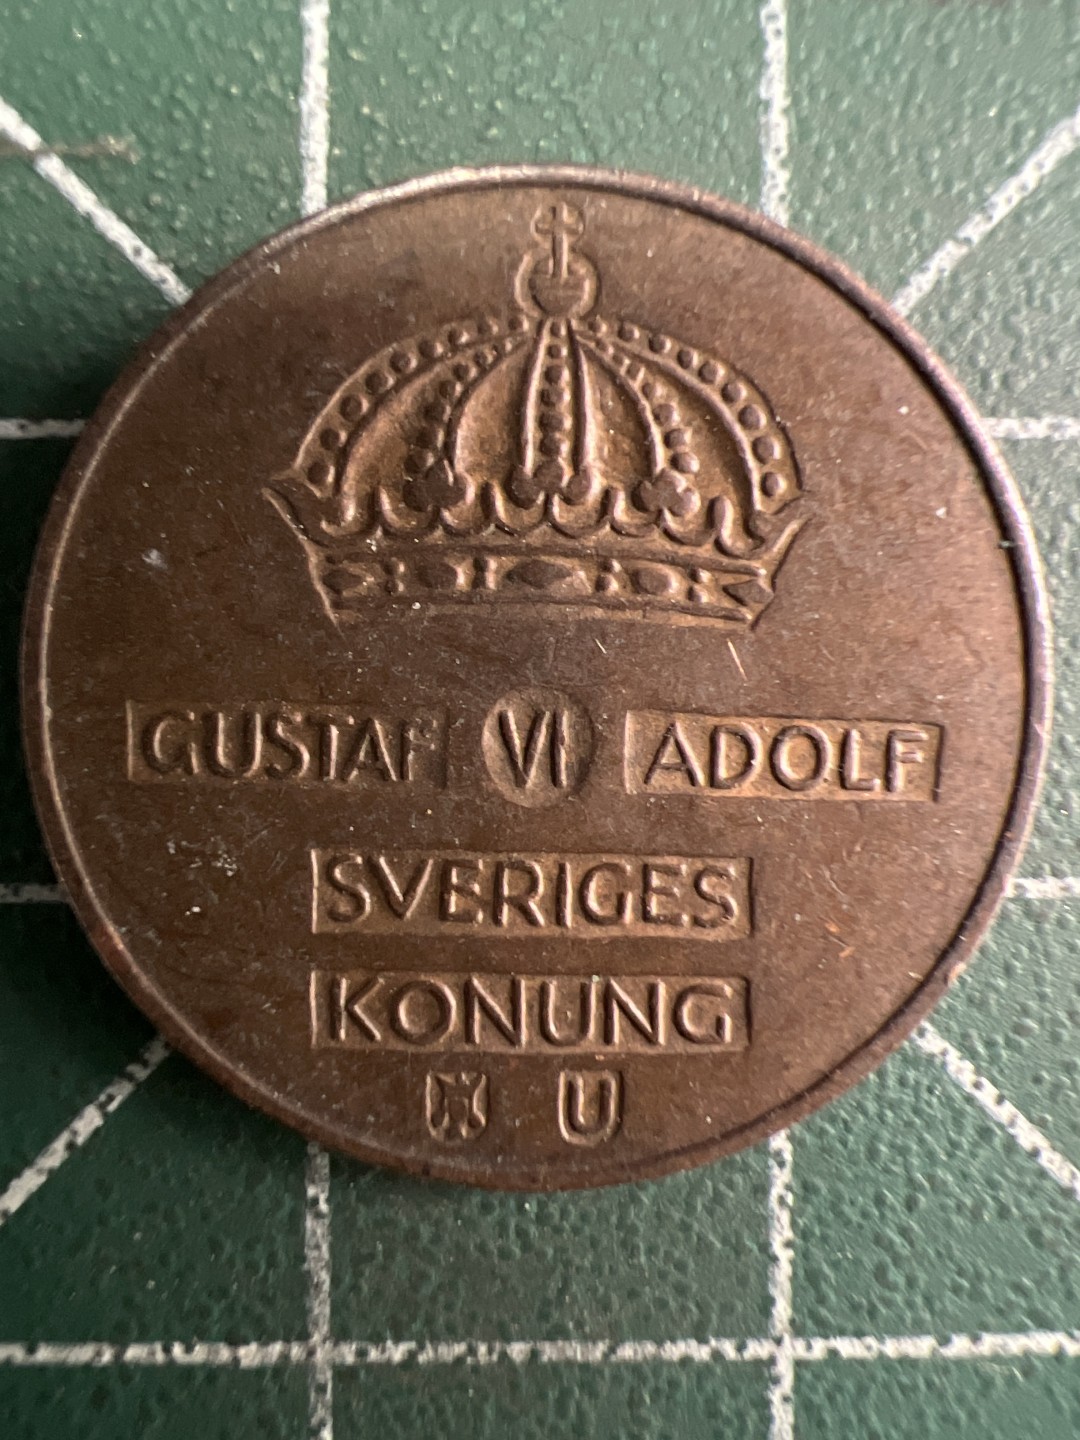 GUSTAF VI ADOLF
SVERIGES
KONUNG
U